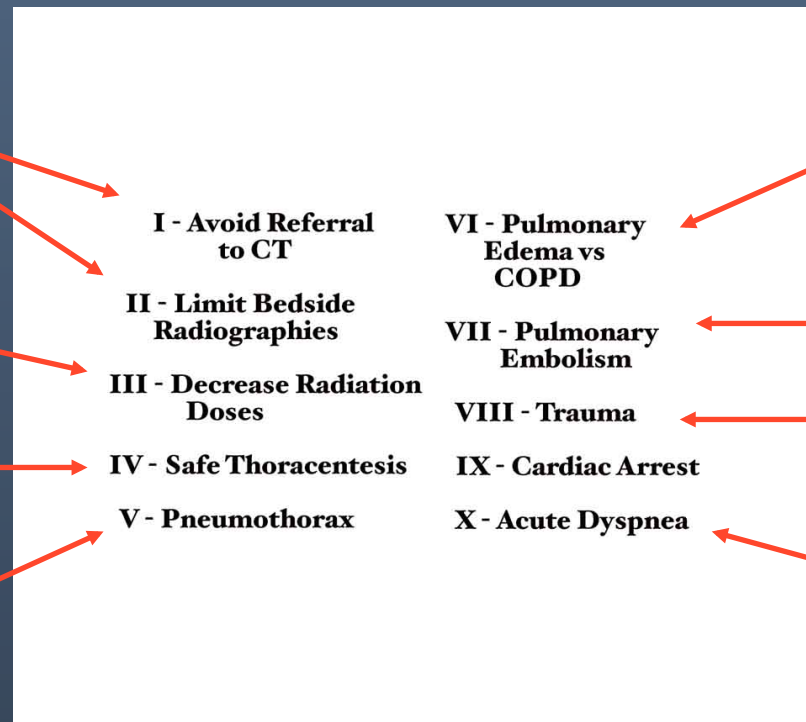 I - Avoid Referral
to CT
II - Limit Bedside
Radiographies
III - Decrease Radiation
Doses
IV - Safe Thoracentesis
V - Pneumothorax
VI - Pulmonary
Edema vs
COPD
VII - Pulmonary
Embolism
VIII - Trauma
IX - Cardiac Arrest
X - Acute Dyspnea